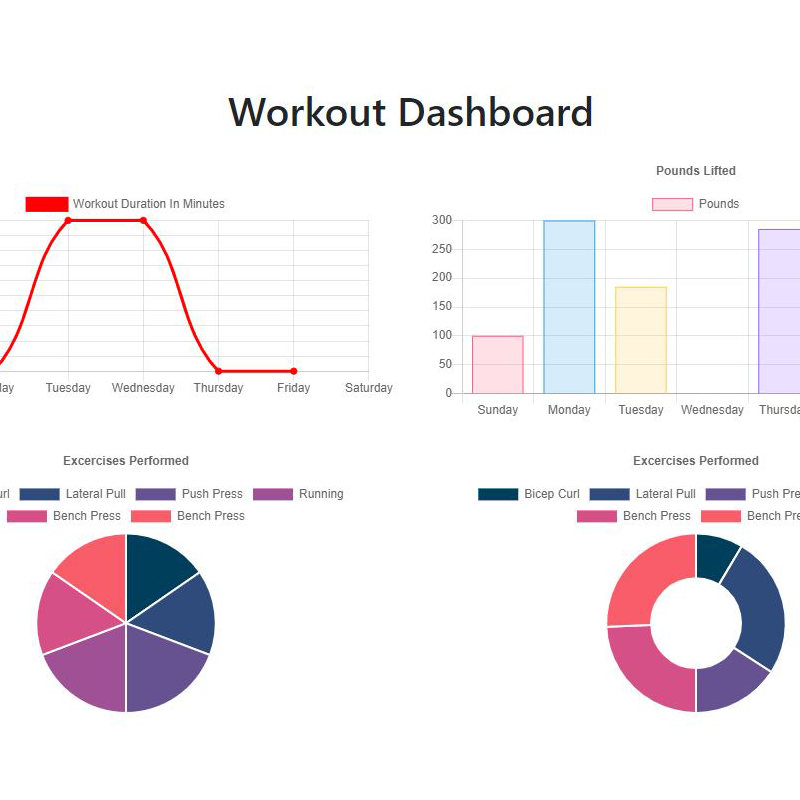 Workout Dashboard
Workout Duration In Minutes
Tuesday Wednesday Thursday Friday Saturday
Pounds Lifted
Pounds
300
250
200
150
100
50
0
Sunday Monday Tuesday Wednesday Thursda
Excercises Performed
Lateral Pull Push Press Running
Bench Press Bench Press
Excercises Performed
Bicep Curl Lateral Pull Push Pre
Bench Press Bench Pre